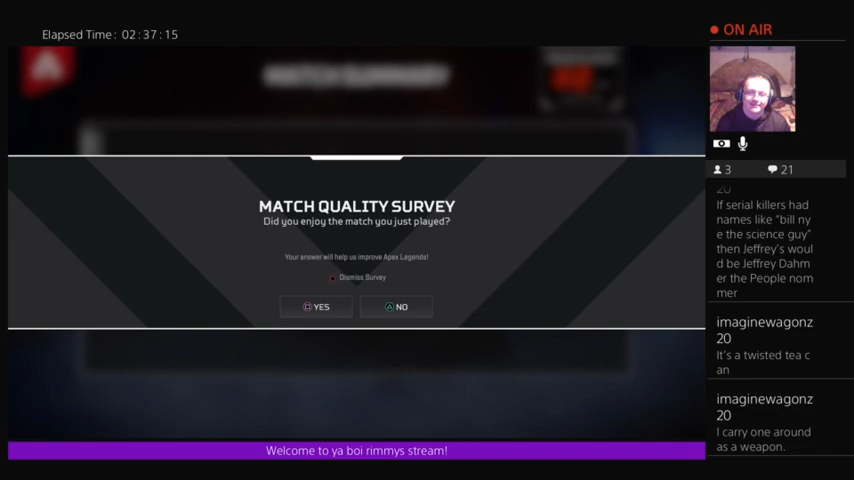 Elapsed Time: 02:37:15
ON AIR
MATCH SUMMARY
3
21
20
If serial killers had
names like "bill ny
e the science guy"
then Jeffrey's woul
d be Jeffrey Dahm
er the People nom
mer
MATCH QUALITY SURVEY
Did you enjoy the match you just played?
Your answer will help us improve Apex Legends!
Dismiss Survey
YES
NO
imaginewagonz
20
It's a twisted tea c
an
imaginewagonz
20
I carry one around
as a weapon.
Welcome to ya boi rimmys stream!